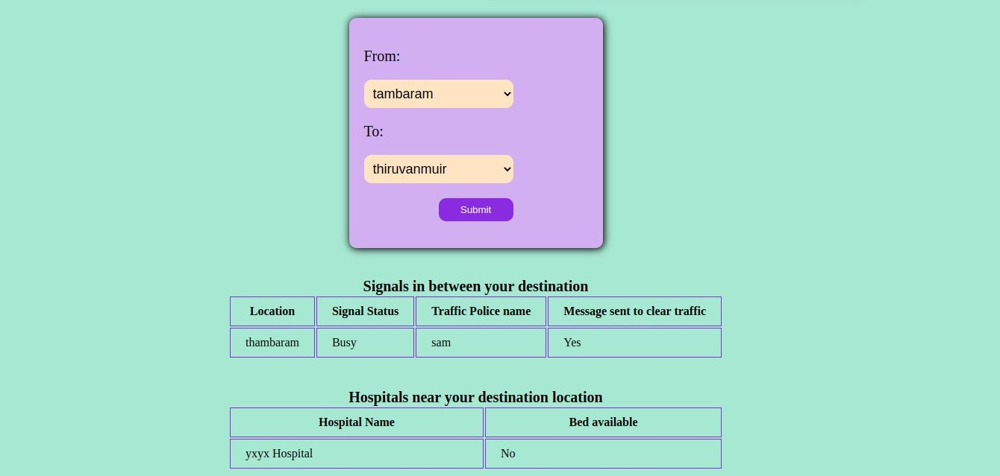 From:
tambaram
To:
thiruvanmuir
Submit
Signals in between your destination
Location Signal Status Traffic Police name Message sent to clear traffic
thambaram Busy sam Yes
Hospitals near your destination location
Hospital Name Bed available
yxyx Hospital No